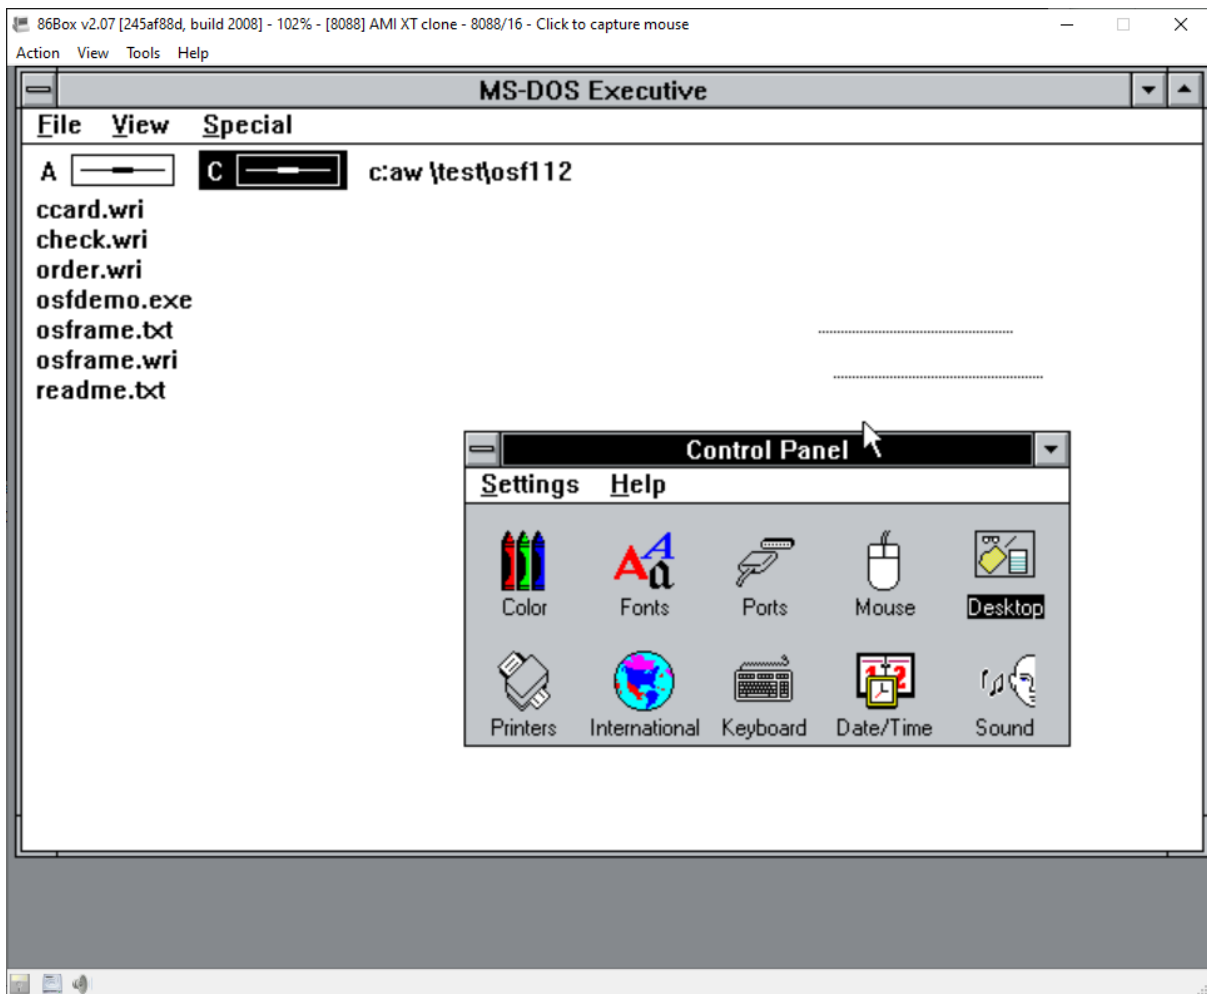 86Box v2.07 [245af88d, build 2008] - 102% - [8088] AMI XT clone - 8088/16 - Click to capture mouse
Action View Tools Help
MS-DOS Executive
File View Special
A C c:aw \test\osf112
ccard.wri
check.wri
order.wri
osfdemo.exe
osframe.txt
osframe.wri
readme.txt
Control Panel
Settings Help
Color Fonts Ports Mouse Desktop
Printers International Keyboard Date/Time Sound